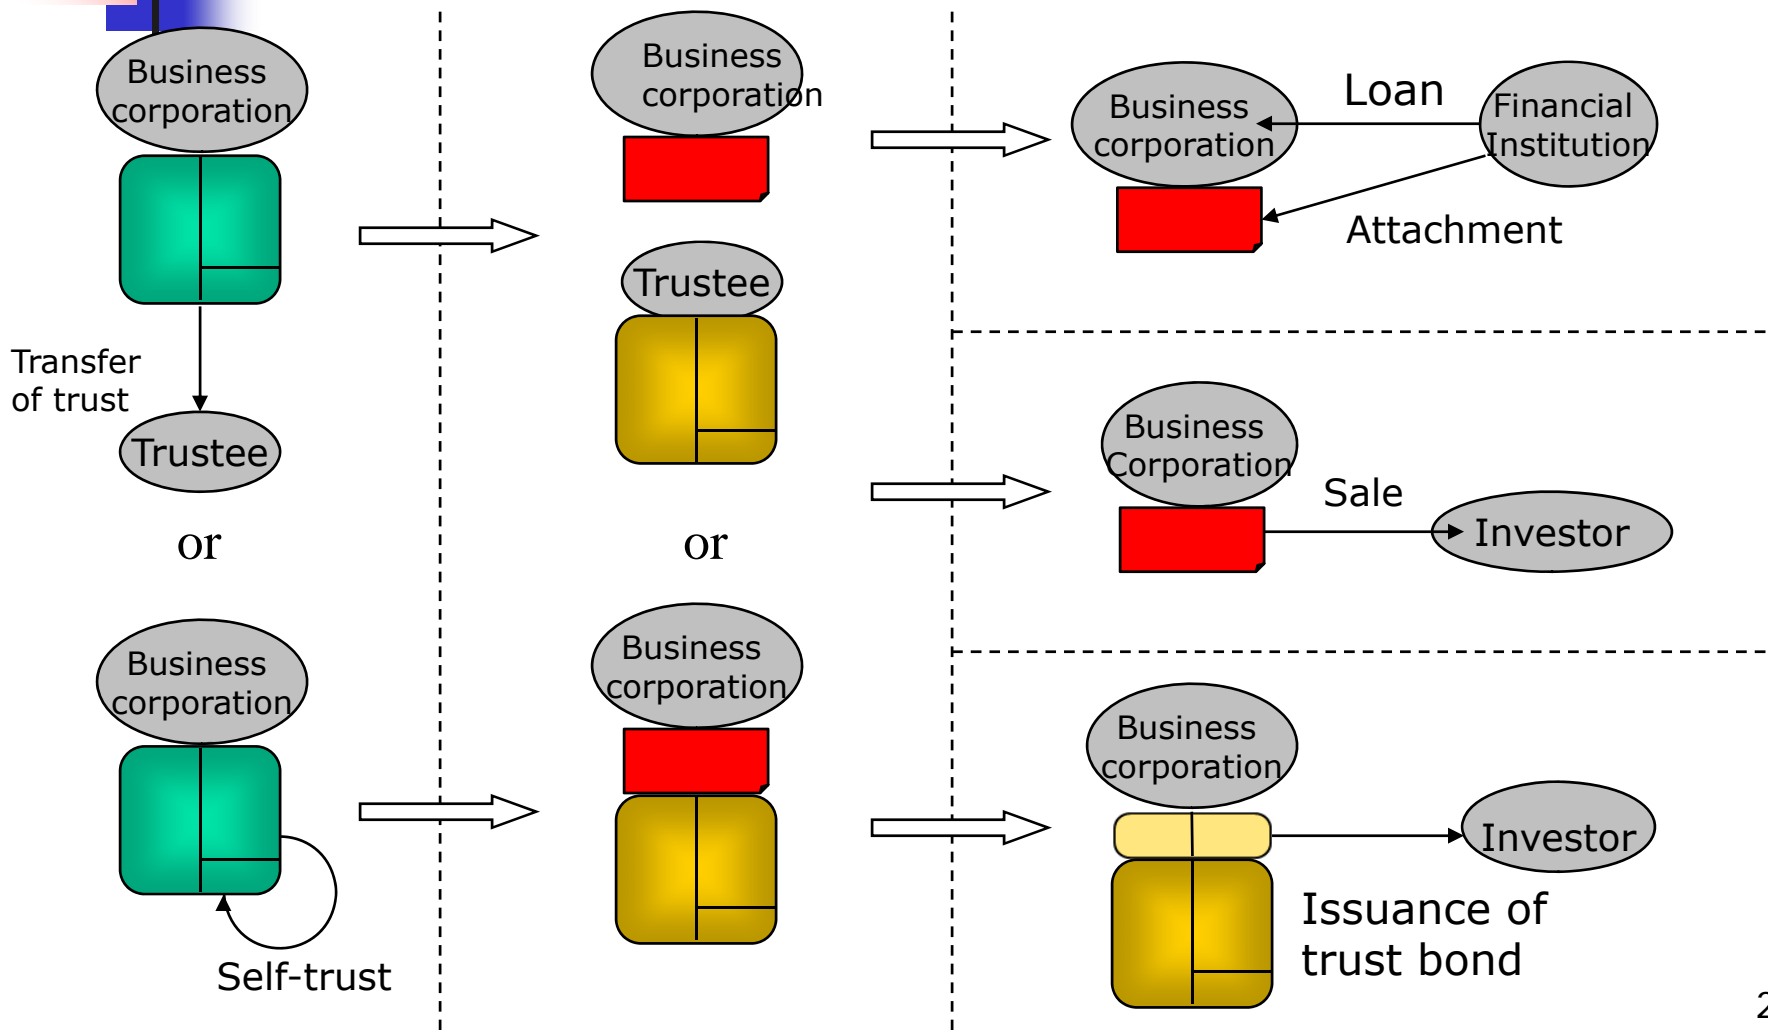 Business
corporation
Transfer
of trust
Trustee
or
Business
corporation
Self-trust
Business
corporation
Trustee
or
Business
corporation
Business
corporation
Loan
Financial
Institution
Attachment
Business
Corporation
Sale
Investor
Business
corporation
Investor
Issuance of
trust bond
2